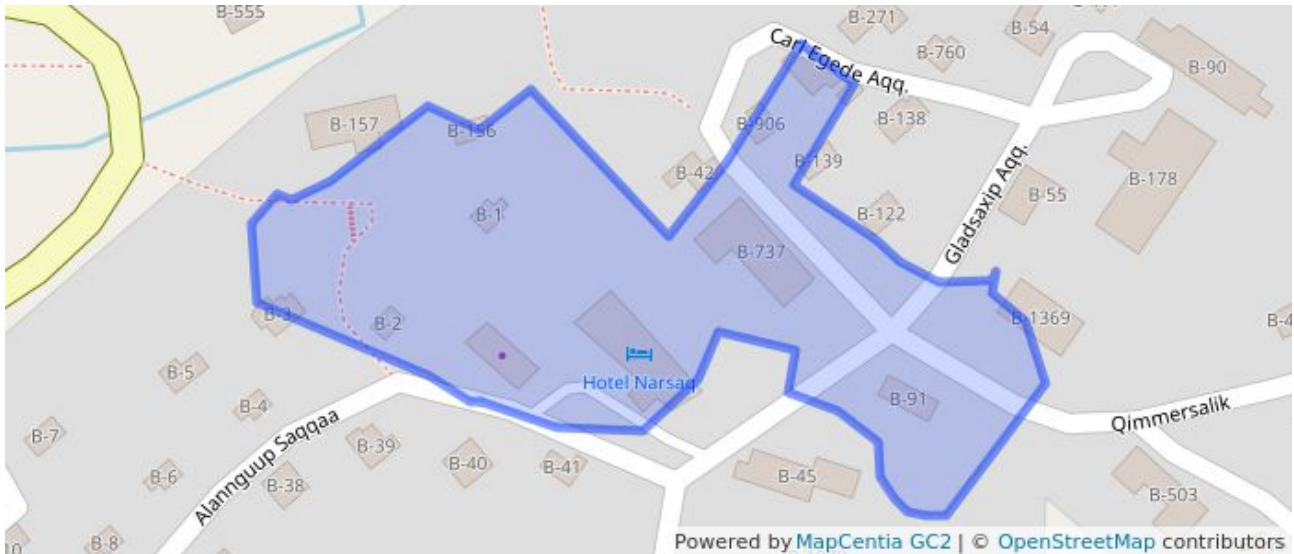 B-555
B-271
B-54
B-760
B-90
Carl Egede Aqq.
B-157
B-156
B-906
B-138
B-139
B-42
B-178
B-55
B-1
B-122
Gladsaxip Aqq.
B-737
B-3
B-2
B-1369
B-4
Hotel Narsaq
B-5
B-4
B-91
Qimmersalik
Alannguup Saqqaa
B-7
B-39
B-40
B-41
B-6
B-38
B-45
B-503
B-8
Powered by MapCentia GC2 | © OpenStreetMap contributors